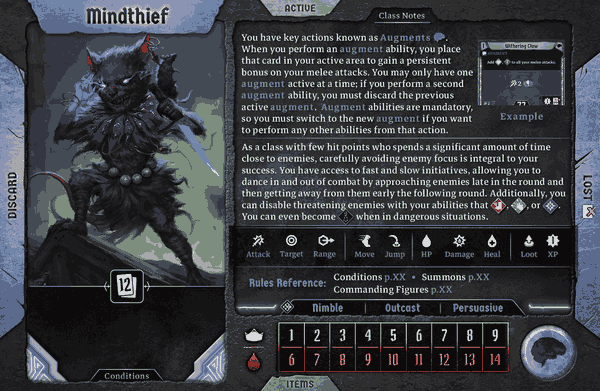 Mindthief
ACTIVE
Class Notes
You have key actions known as Augments.
When you perform an augment ability, you place
that card in your active area to gain a persistent
bonus on your melee attacks. You may only have one
augment active at a time; if you perform a second
augment ability, you must discard the previous
active augment. Augment abilities are mandatory,
so you must switch to the new augment if you want
to perform any other abilities from that action.
Withering Claw
Example
As a class with few hit points who spends a significant amount of time
close to enemies, carefully avoiding enemy focus is integral to your
success. You have access to fast and slow initiatives, allowing you to
dance in and out of combat by approaching enemies late in the round
and then getting away from them early the following round. Additionally, you
can disable threatening enemies with your abilities that , , or .
You can even become when in dangerous situations.
Attack Target Range Move Jump HP Damage Heal Loot XP
Rules Reference: Conditions p.XX • Summons p.XX
Commanding Figures p.XX
Nimble | Outcast | Persuasive
1 2 3 4 5 6 7 8 9
6 7 8 9 10 11 12 13 14
12
Conditions
DISCARD
LOST
ITEMS